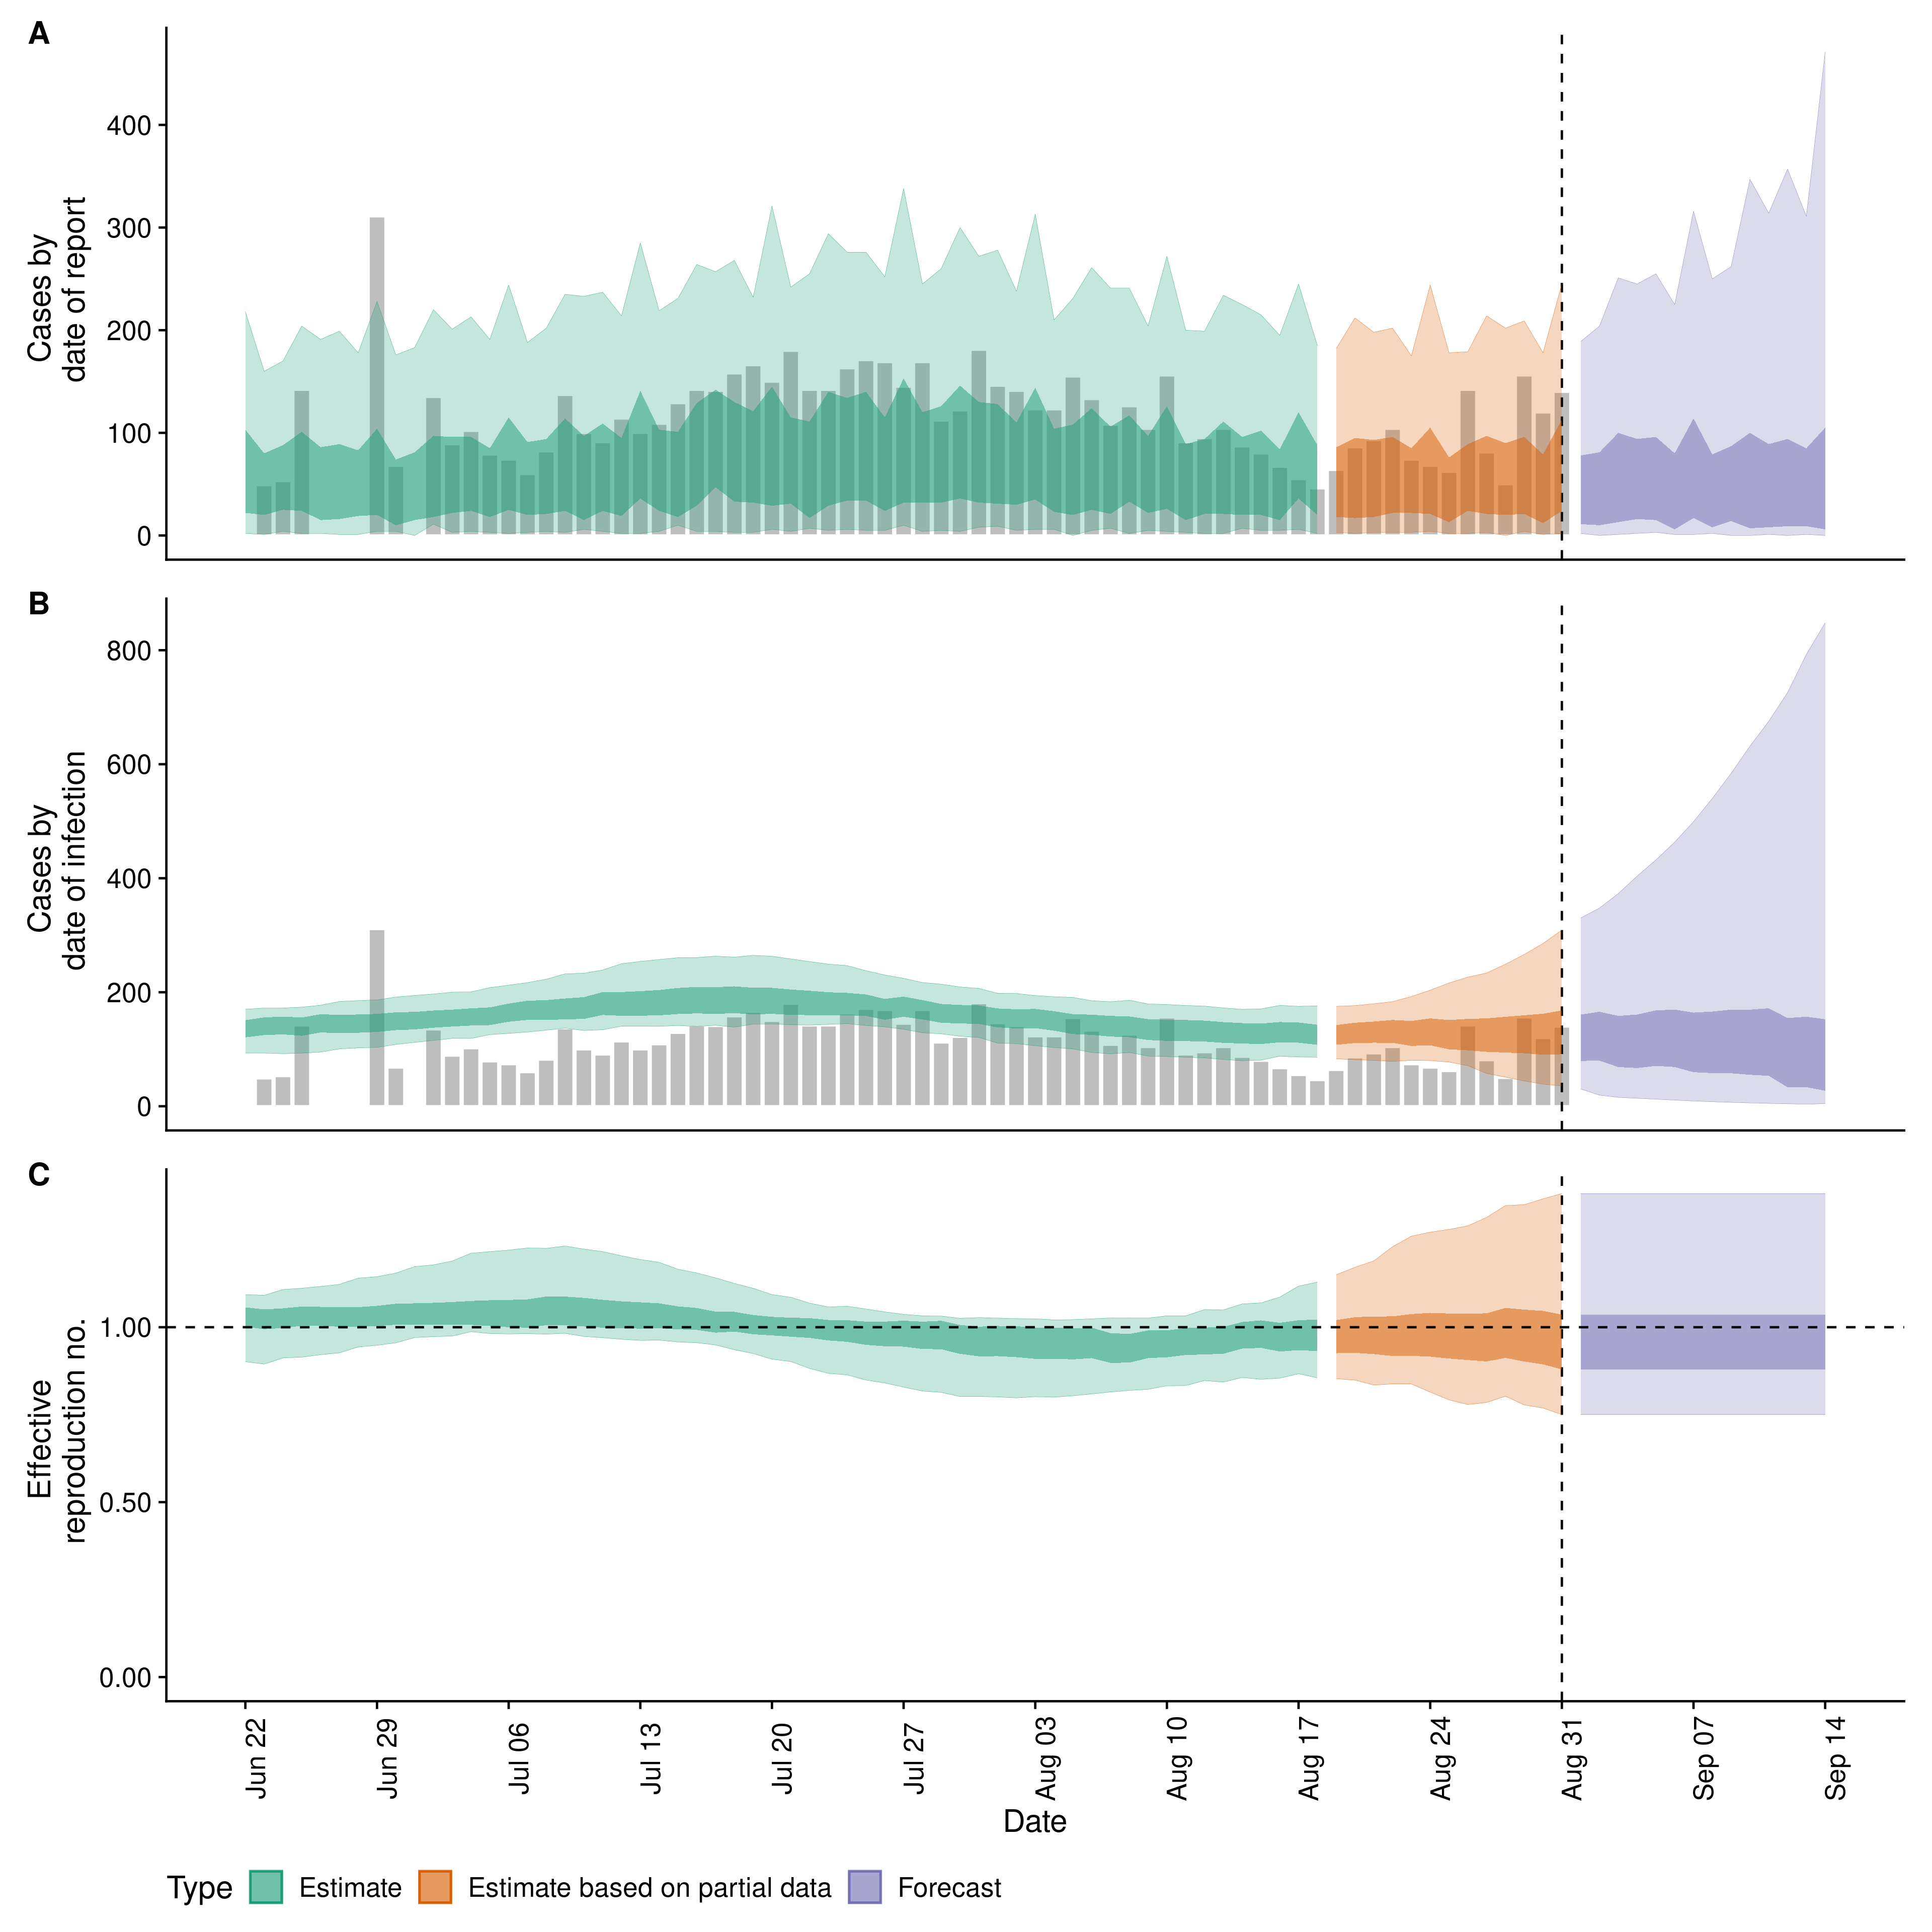 A
Cases by
date of report
400
300
200
100
0
B
Cases by
date of infection
800
600
400
200
0
C
Effective
reproduction no.
1.00
0.50
0.00
Jun 22
Jun 29
Jul 06
Jul 13
Jul 20
Jul 27
Aug 03
Aug 10
Aug 17
Aug 24
Aug 31
Sep 07
Sep 14
Date
Type Estimate Estimate based on partial data Forecast